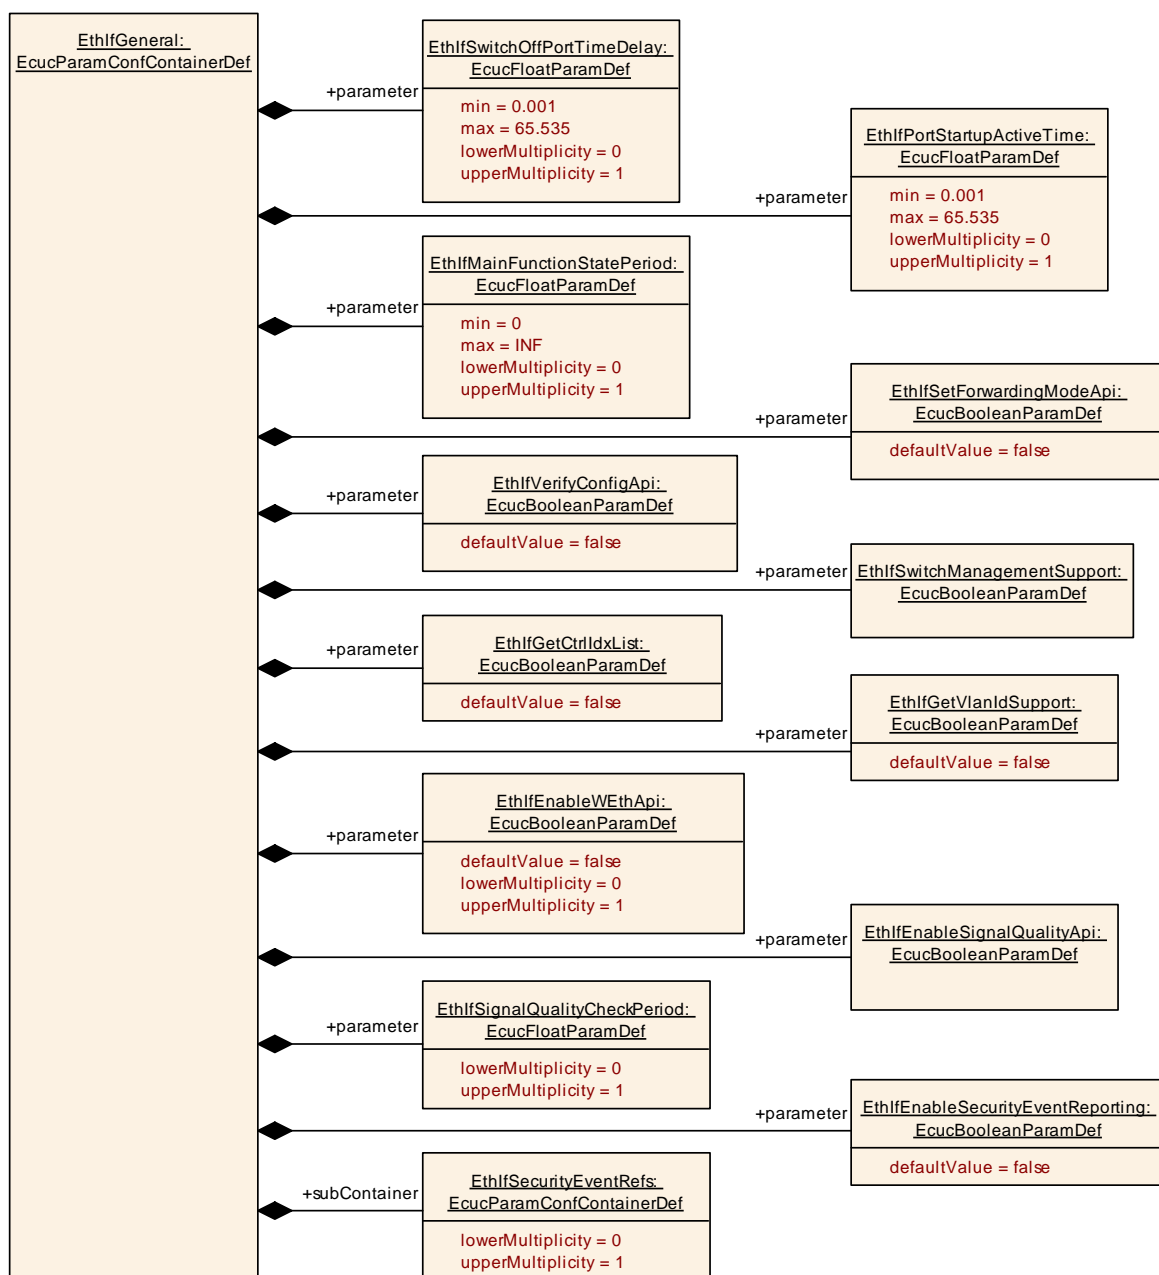 EthIfGeneral:
EcucParamConfContainerDef
+parameter
EthIfSwitchOffPortTimeDelay:
EcucFloatParamDef
min = 0.001
max = 65.535
lowerMultiplicity = 0
upperMultiplicity = 1
+parameter
EthIfPortStartupActiveTime:
EcucFloatParamDef
min = 0.001
max = 65.535
lowerMultiplicity = 0
upperMultiplicity = 1
+parameter
EthIfMainFunctionStatePeriod:
EcucFloatParamDef
min = 0
max = INF
lowerMultiplicity = 0
upperMultiplicity = 1
+parameter
EthIfSetForwardingModeApi:
EcucBooleanParamDef
defaultValue = false
+parameter
EthIfVerifyConfigApi:
EcucBooleanParamDef
defaultValue = false
+parameter
EthIfSwitchManagementSupport:
EcucBooleanParamDef
+parameter
EthIfGetCtrlIdxList:
EcucBooleanParamDef
defaultValue = false
+parameter
EthIfGetVlanIdSupport:
EcucBooleanParamDef
defaultValue = false
+parameter
EthIfEnableWEthApi:
EcucBooleanParamDef
defaultValue = false
lowerMultiplicity = 0
upperMultiplicity = 1
+parameter
EthIfEnableSignalQualityApi:
EcucBooleanParamDef
+parameter
EthIfSignalQualityCheckPeriod:
EcucFloatParamDef
lowerMultiplicity = 0
upperMultiplicity = 1
+parameter
EthIfEnableSecurityEventReporting:
EcucBooleanParamDef
defaultValue = false
+subContainer
EthIfSecurityEventRefs:
EcucParamConfContainerDef
lowerMultiplicity = 0
upperMultiplicity = 1